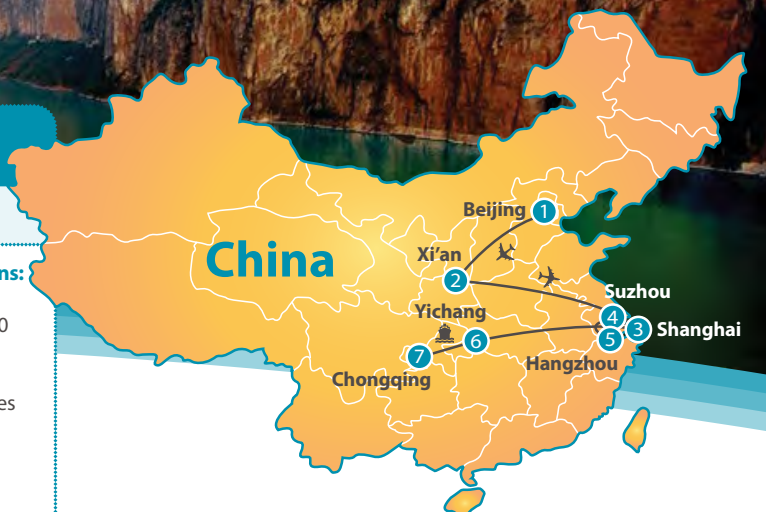 Beijing 1
China
Xi'an
2
ns:
Suzhou
4
Yichang
0
3 Shanghai
6
5
7
Hangzhou
Chongqing
es